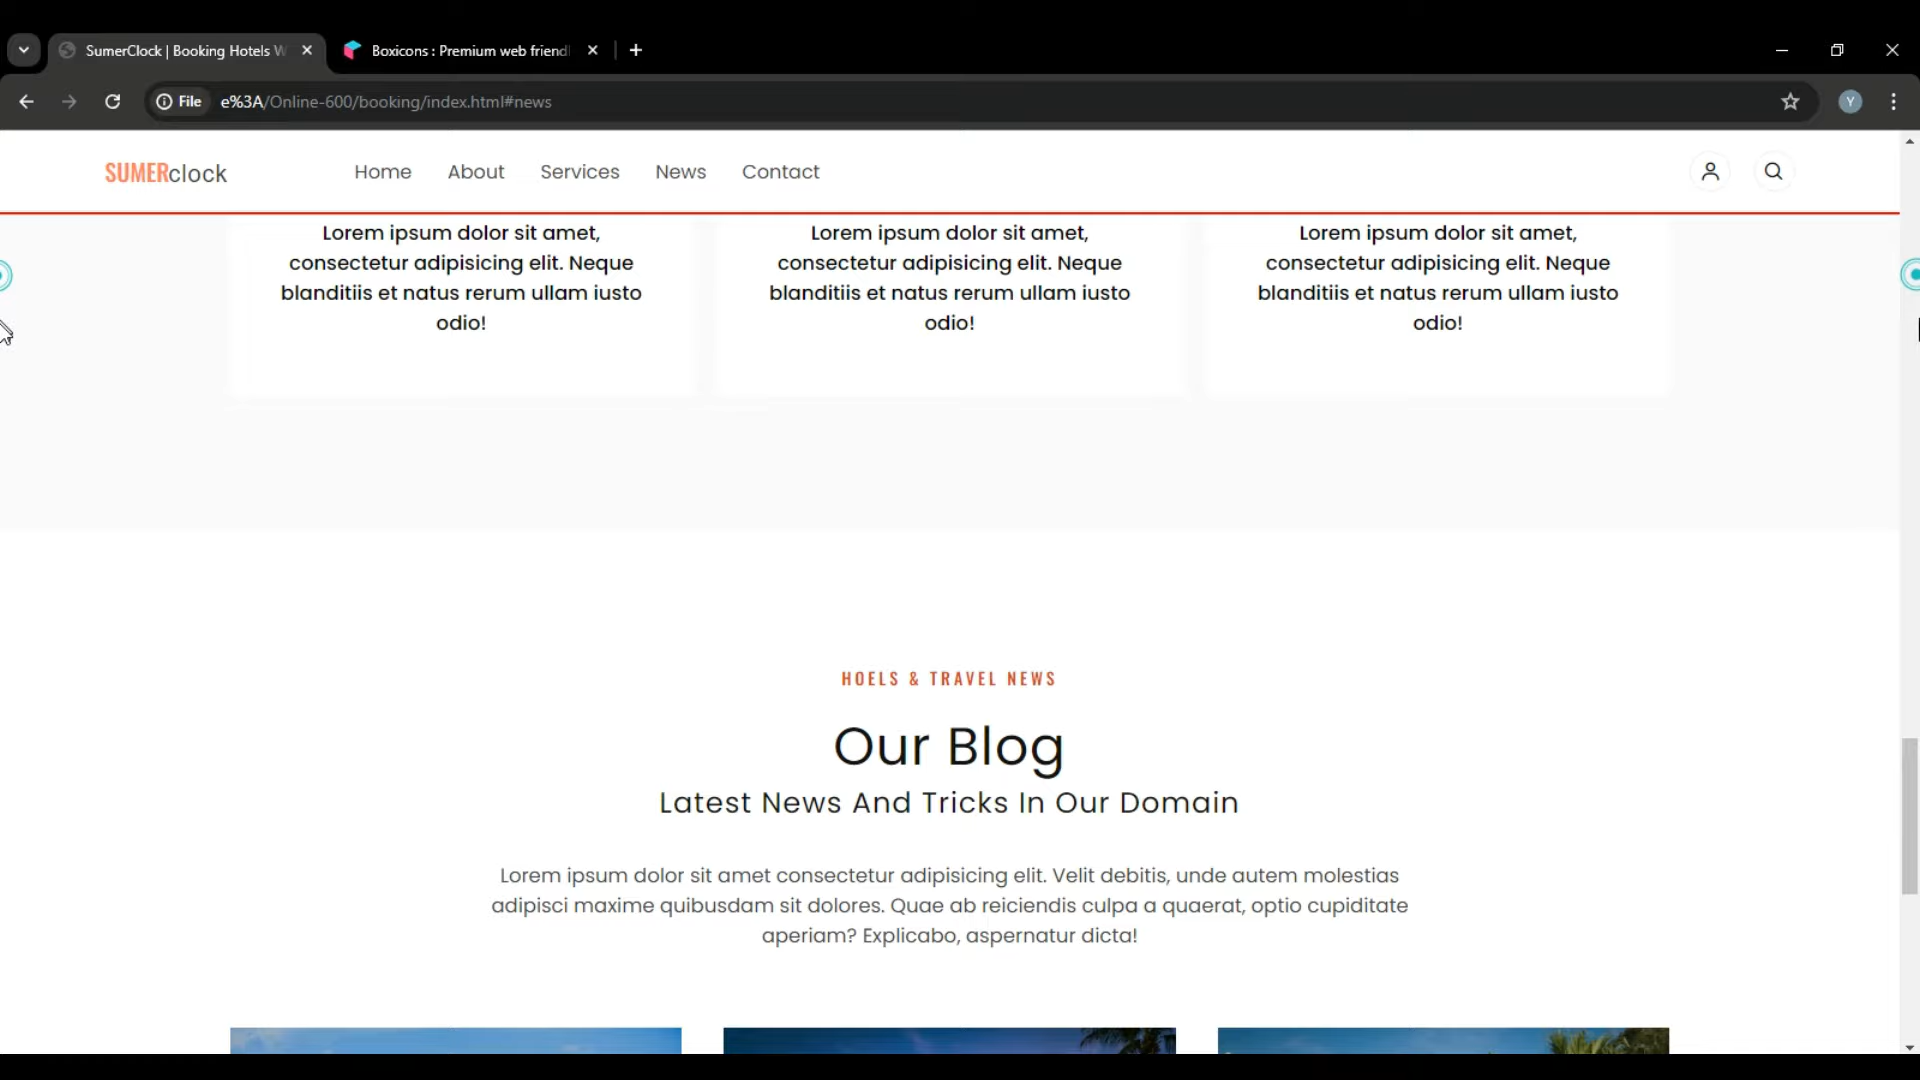 SumerClock | Booking Hotels W
Boxicons : Premium web friend
File e%3A/Online-600/booking/index.html#news
Y
SUMERclock
Home About Services News Contact
Lorem ipsum dolor sit amet,
consectetur adipisicing elit. Neque
blanditiis et natus rerum ullam iusto
odio!
Lorem ipsum dolor sit amet,
consectetur adipisicing elit. Neque
blanditiis et natus rerum ullam iusto
odio!
Lorem ipsum dolor sit amet,
consectetur adipisicing elit. Neque
blanditiis et natus rerum ullam iusto
odio!
HOELS & TRAVEL NEWS
Our Blog
Latest News And Tricks In Our Domain
Lorem ipsum dolor sit amet consectetur adipisicing elit. Velit debitis, unde autem molestias
adipisci maxime quibusdam sit dolores. Quae ab reiciendis culpa a quaerat, optio cupiditate
aperiam? Explicabo, aspernatur dicta!